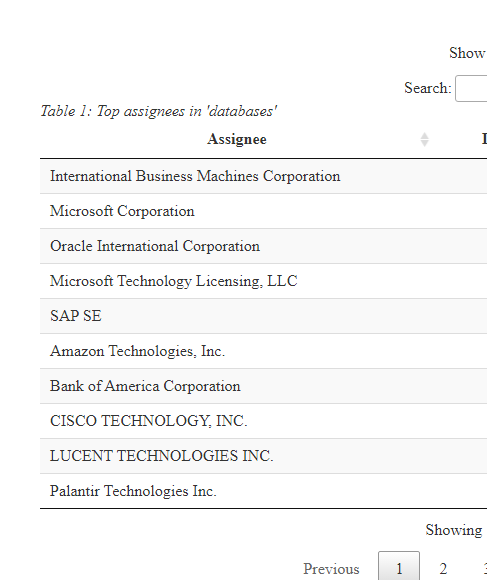 Show
Search:
Table 1: Top assignees in 'databases'
Assignee
International Business Machines Corporation
Microsoft Corporation
Oracle International Corporation
Microsoft Technology Licensing, LLC
SAP SE
Amazon Technologies, Inc.
Bank of America Corporation
CISCO TECHNOLOGY, INC.
LUCENT TECHNOLOGIES INC.
Palantir Technologies Inc.
Showing
Previous 1 2